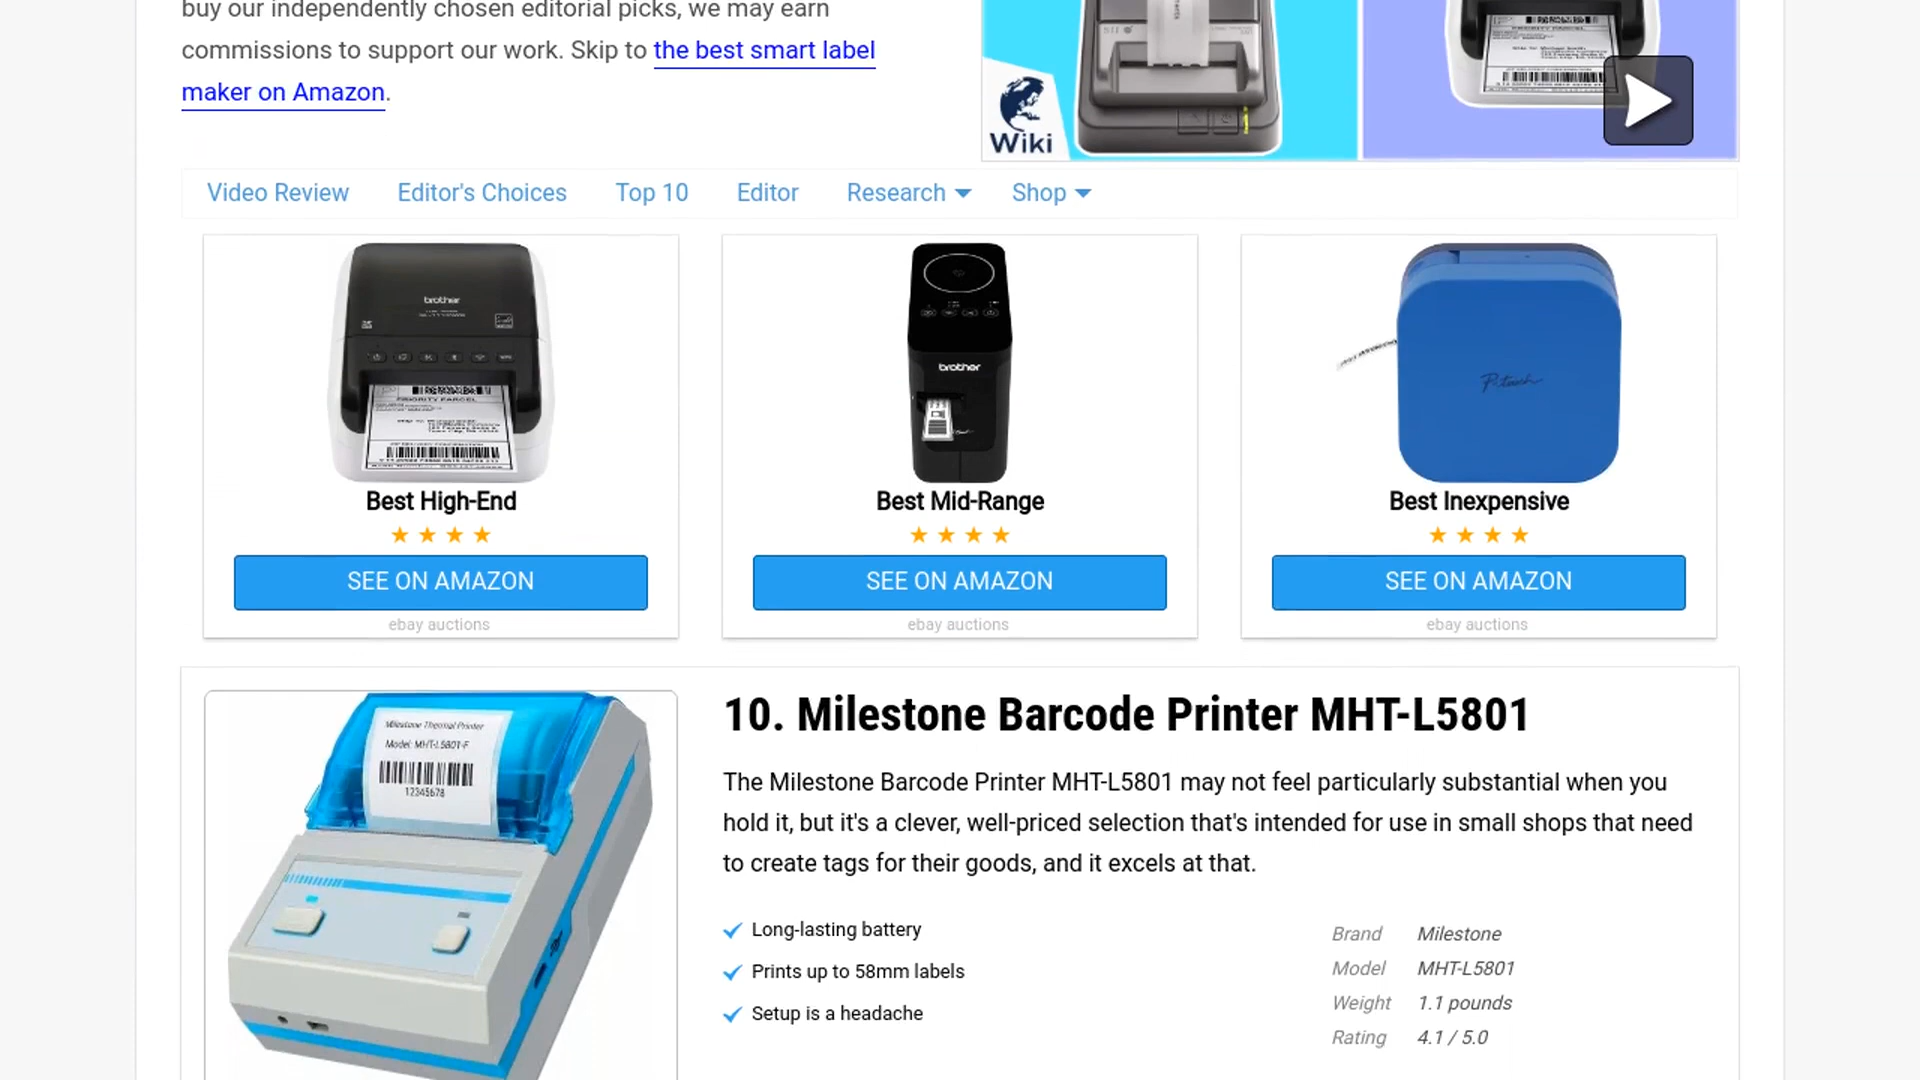 buy our independently chosen editorial picks, we may earn
commissions to support our work. Skip to the best smart label
maker on Amazon.
Wiki
Video Review Editor's Choices Top 10 Editor Research Shop
brother
PRIORITY PARCEL
Best High-End
SEE ON AMAZON
ebay auctions
brother
Best Mid-Range
SEE ON AMAZON
ebay auctions
P-touch
Best Inexpensive
SEE ON AMAZON
ebay auctions
Milestone Thermal Printer
Model: MHT-L5801-F
12345678
10. Milestone Barcode Printer MHT-L5801
The Milestone Barcode Printer MHT-L5801 may not feel particularly substantial when you
hold it, but it's a clever, well-priced selection that's intended for use in small shops that need
to create tags for their goods, and it excels at that.
Long-lasting battery
Prints up to 58mm labels
Setup is a headache
Brand Milestone
Model MHT-L5801
Weight 1.1 pounds
Rating 4.1 / 5.0